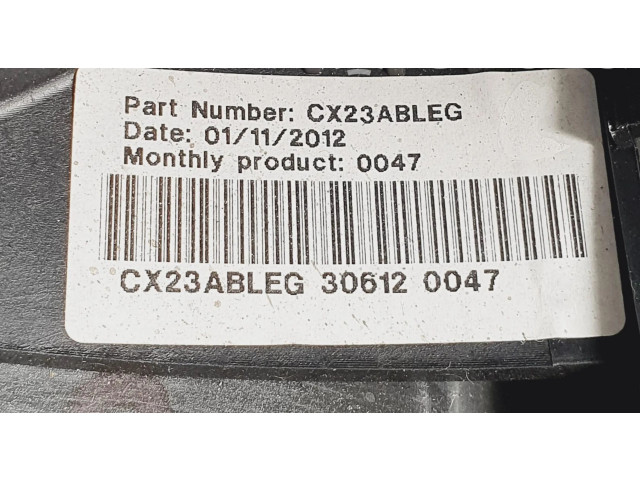 Part Number: CX23ABLEG
Date: 01/11/2012
Monthly product: 0047
CX23ABLEG 30612 0047